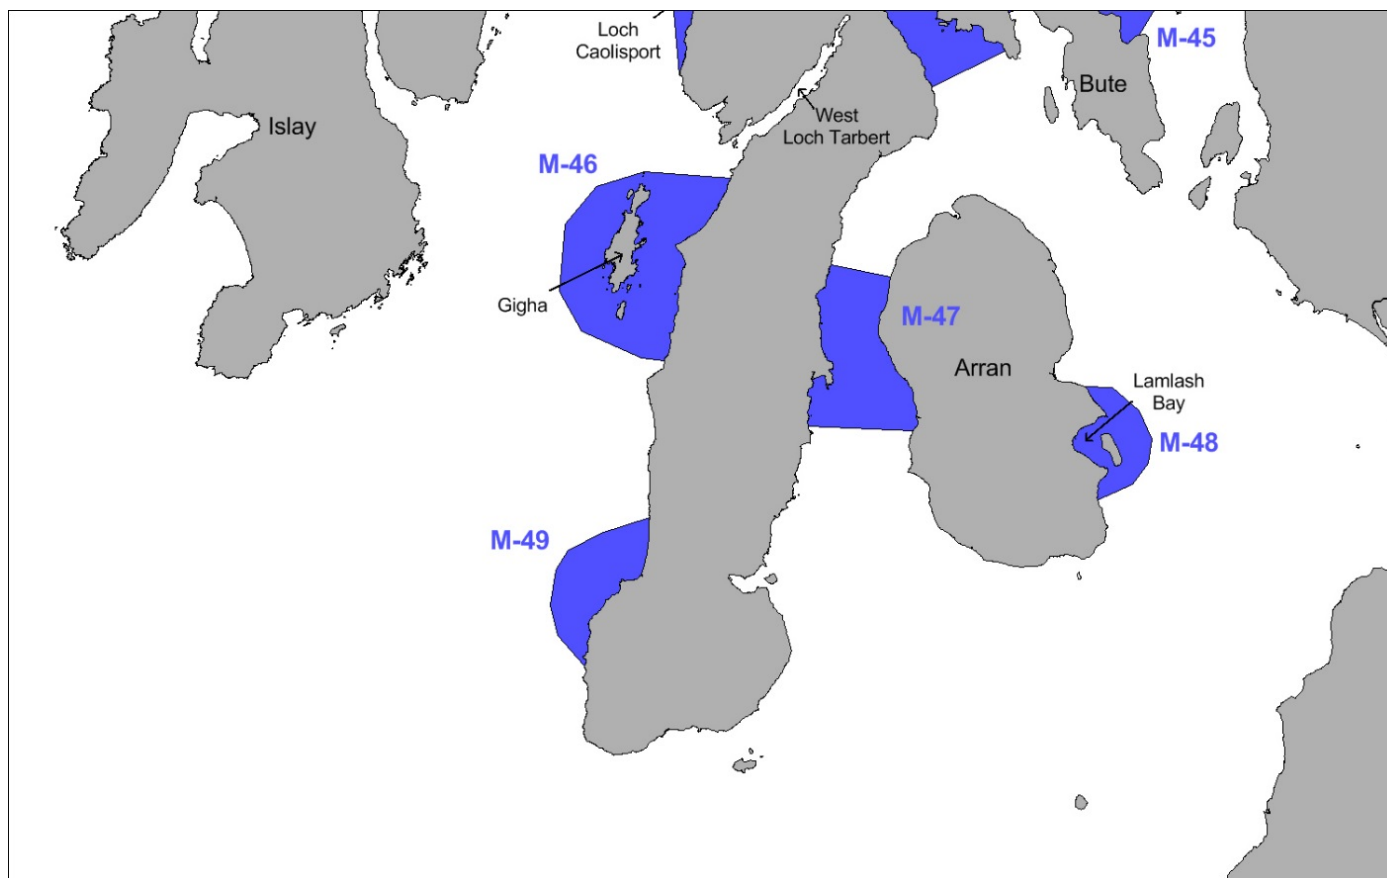 Loch
Caolisport
M-45
Bute
West
Loch Tarbert
Islay
M-46
Gigha
M-47
Arran
Lamlash
Bay
M-48
M-49